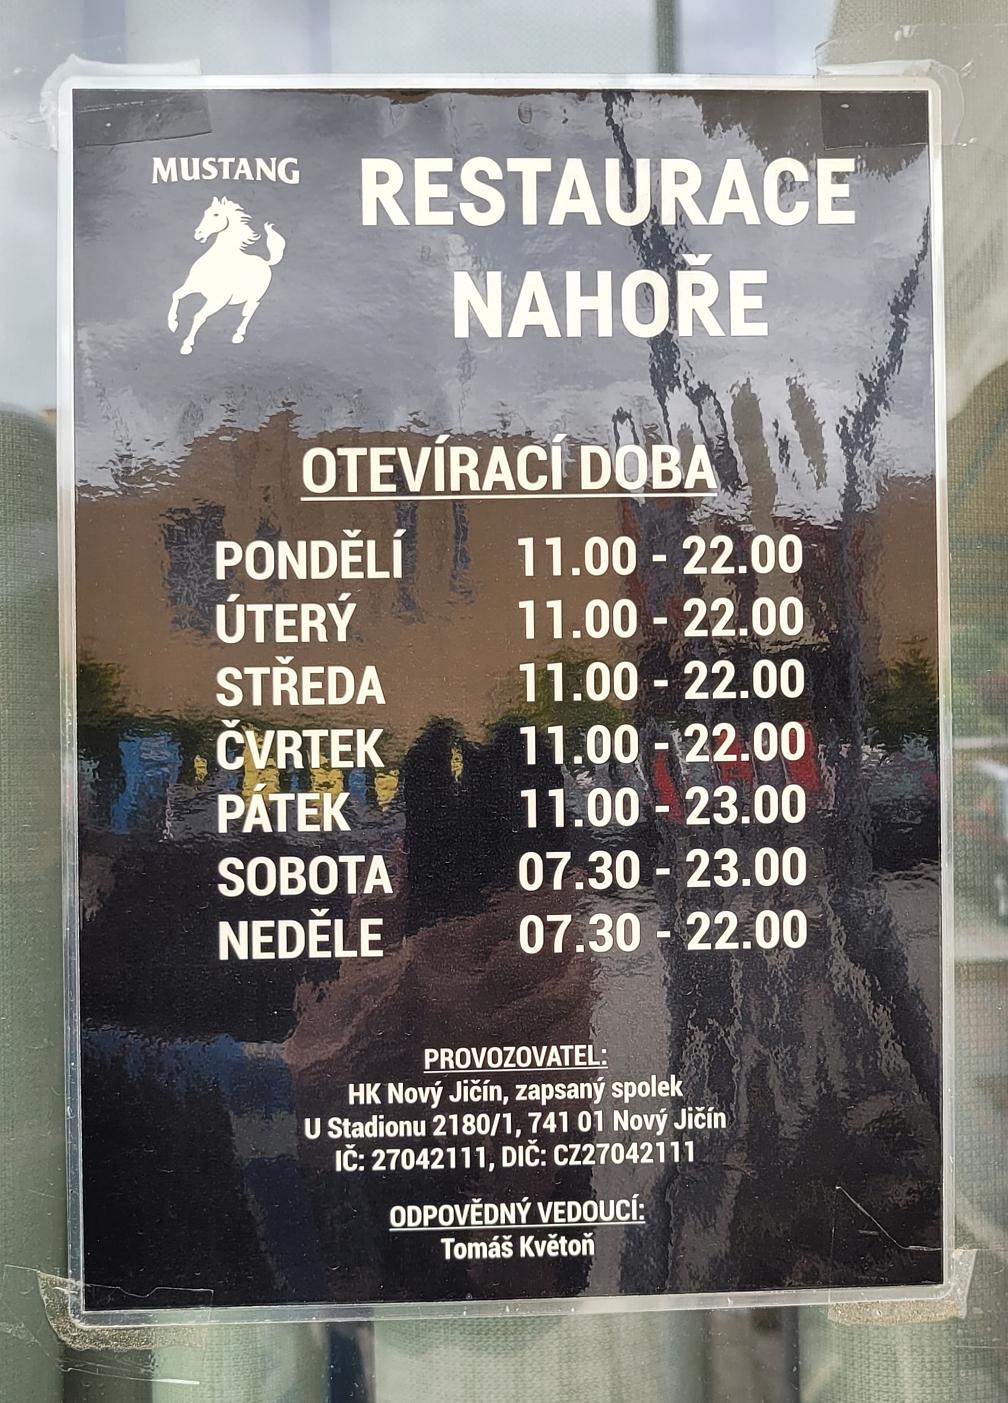 MUSTANG
RESTAURACE
NAHOŘE
OTEVÍRACÍ DOBA
PONDĚLÍ 11.00 - 22.00
ÚTERÝ 11.00 - 22.00
STŘEDA 11.00 - 22.00
ČVRTEK 11.00 - 22.00
PÁTEK 11.00 - 23.00
SOBOTA 07.30 - 23.00
NEDĚLE 07.30 - 22.00
PROVOZOVATEL:
HK Nový Jičín, zapsaný spolek
U Stadionu 2180/1, 741 01 Nový Jičín
IČ: 27042111, DIČ: CZ27042111
ODPOVĚDNÝ VEDOUCÍ:
Tomáš Květoň